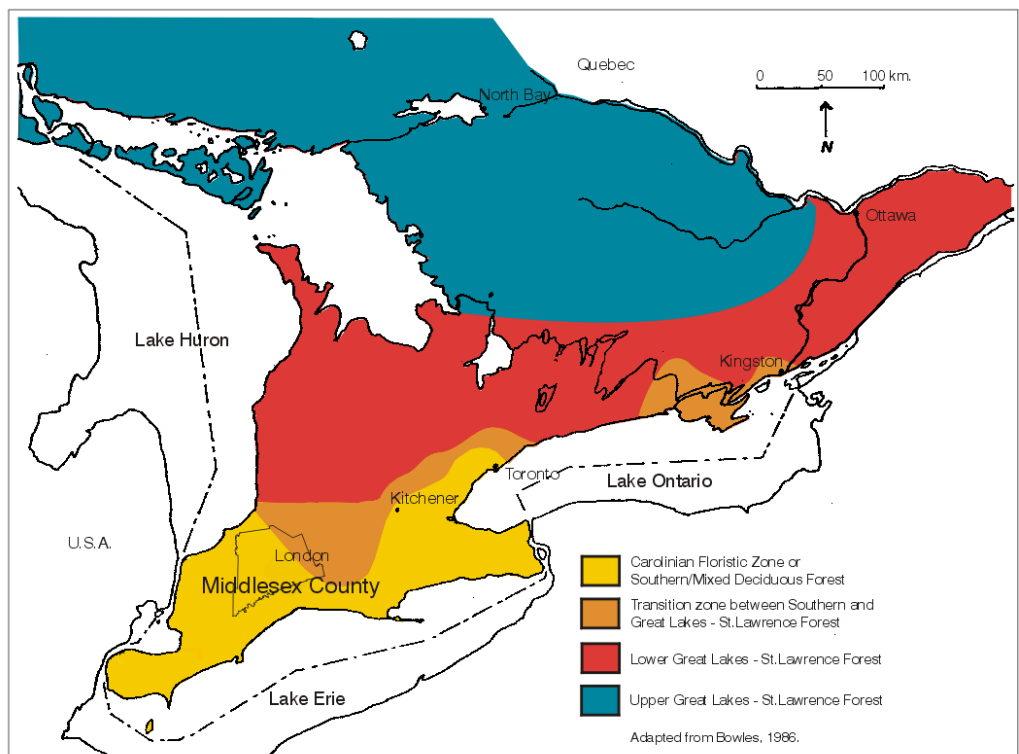 Quebec
0 50 100 km.
North Bay
N
Ottawa
Lake Huron
Kingston
Toronto
Lake Ontario
Kitchener
U.S.A.
London
Middlesex County
Lake Erie
Carolinian Floristic Zone or
Southern/Mixed Deciduous Forest
Transition zone between Southern and
Great Lakes - St.Lawrence Forest
Lower Great Lakes - St.Lawrence Forest
Upper Great Lakes - St.Lawrence Forest
Adapted from Bowles, 1986.